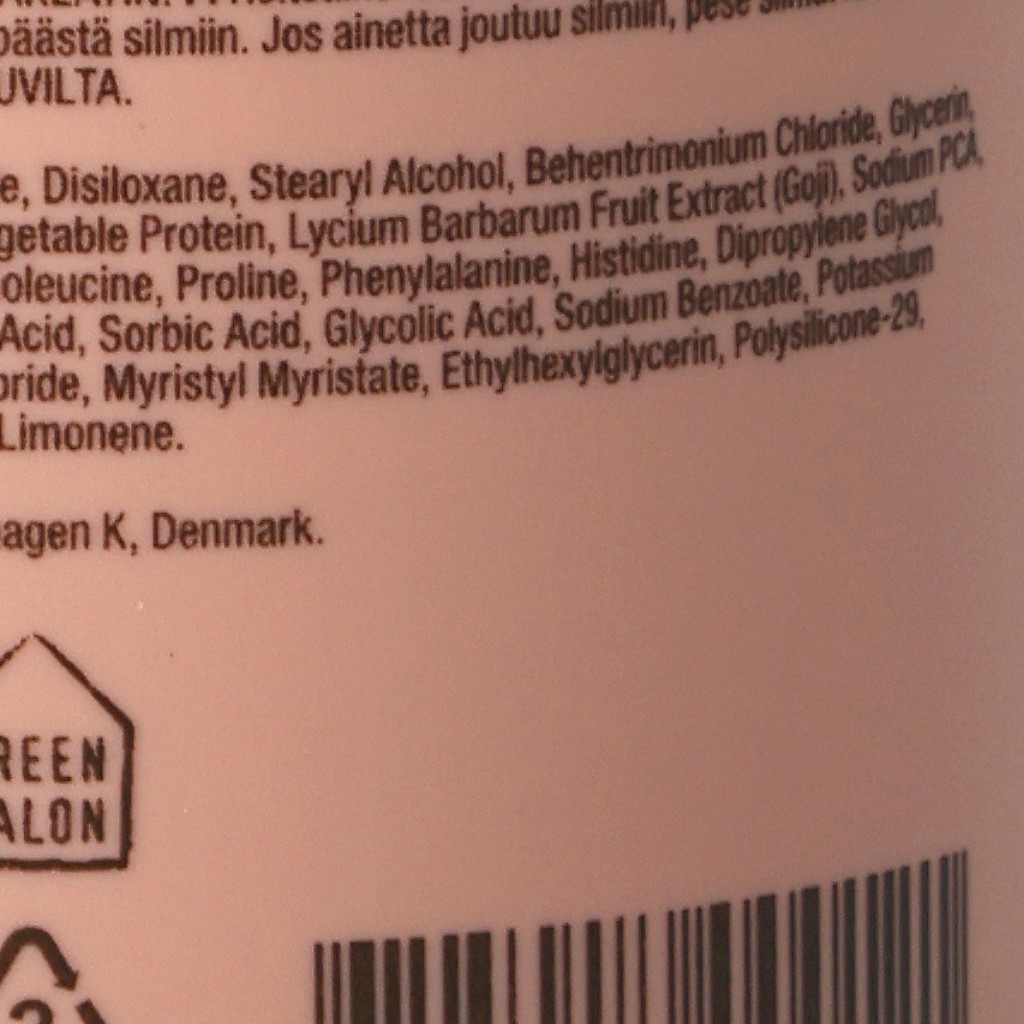 päästä silmiin. Jos ainetta joutuu silmiin, pese
UVILTA.
e, Disiloxane, Stearyl Alcohol, Behentrimonium Chloride, Glycerin,
getable Protein, Lycium Barbarum Fruit Extract (Goji), Sodium PCA,
oleucine, Proline, Phenylalanine, Histidine, Dipropylene Glycol,
Acid, Sorbic Acid, Glycolic Acid, Sodium Benzoate, Potassium
oride, Myristyl Myristate, Ethylhexylglycerin, Polysilicone-29,
Limonene.
agen K, Denmark.
REEN
ALON